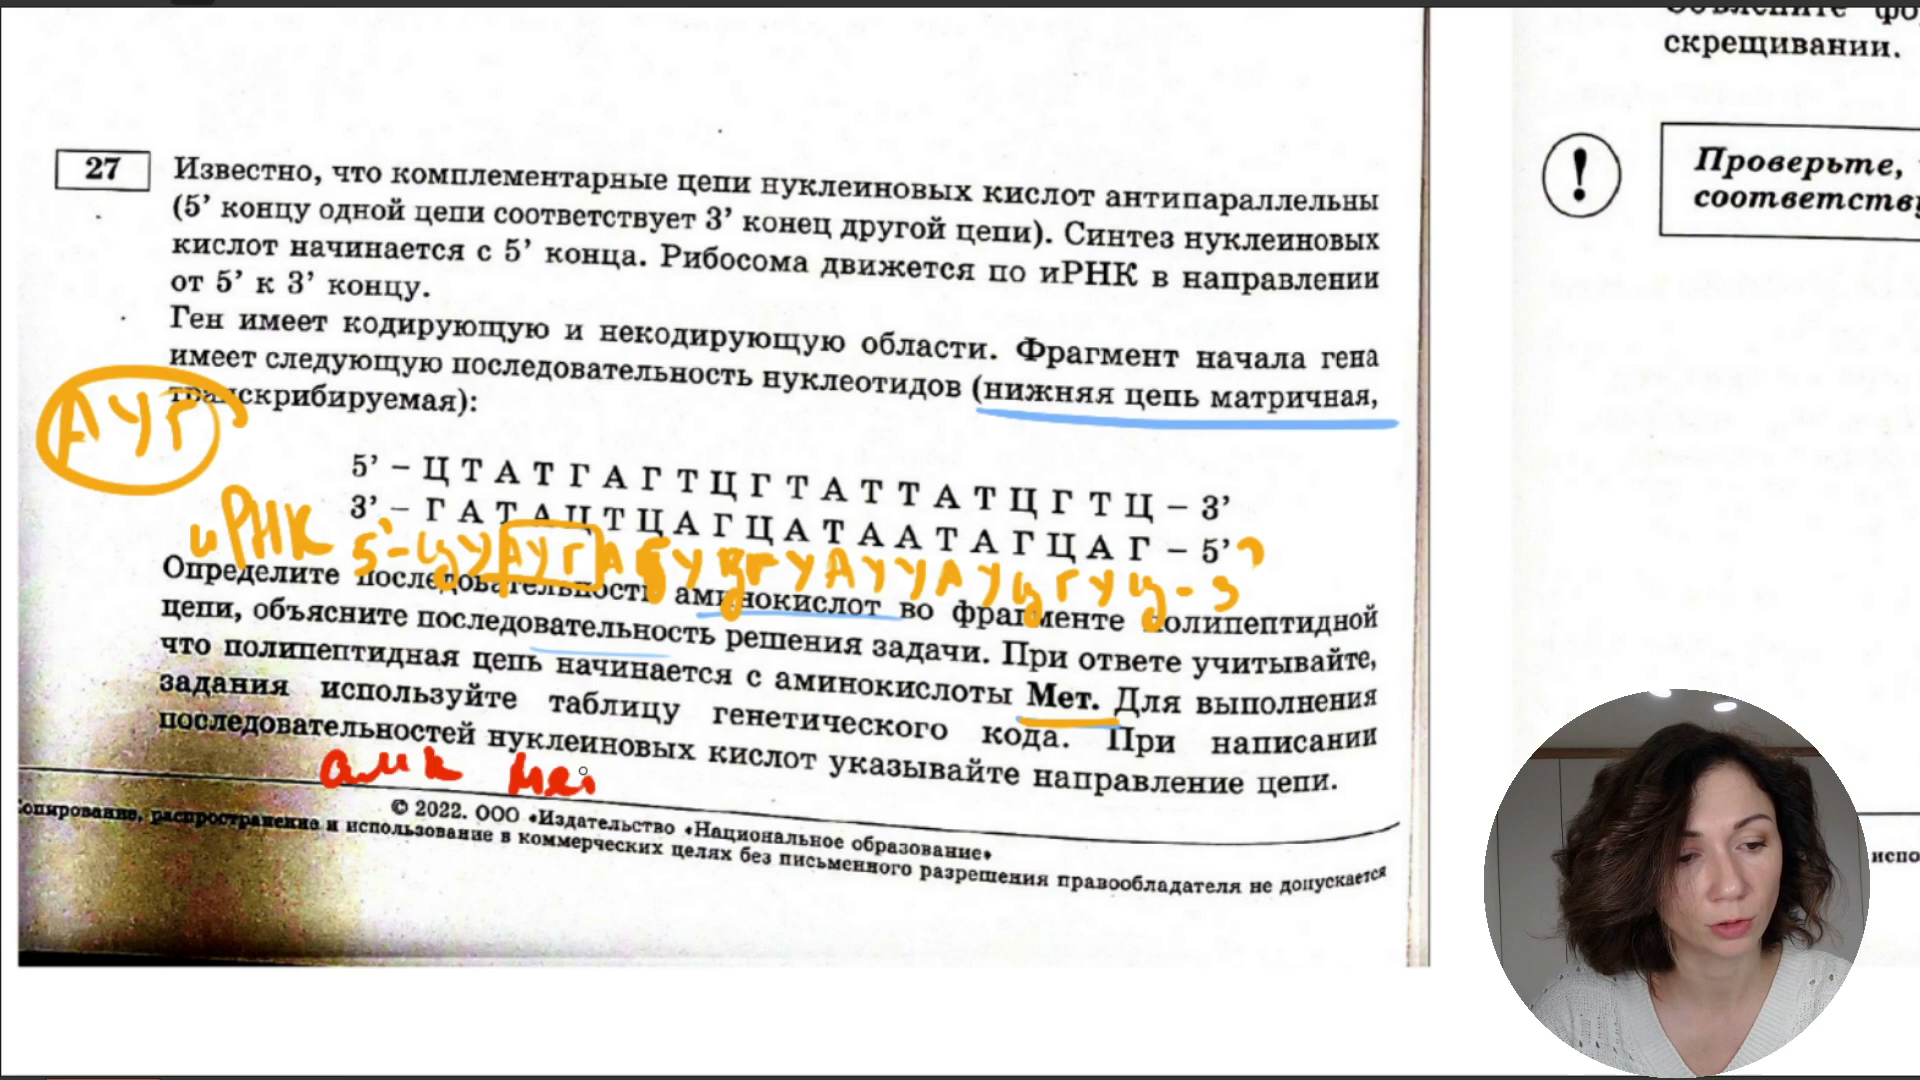 скрещивании.
Проверьте,
соответству
!
27
Известно, что комплементарные цепи нуклеиновых кислот антипараллельны
(5’ концу одной цепи соответствует 3’ конец другой цепи). Синтез нуклеиновых
кислот начинается с 5’ конца. Рибосома движется по иРНК в направлении
от 5’ к 3’ концу.
Ген имеет кодирующую и некодирующую области. Фрагмент начала гена
имеет следующую последовательность нуклеотидов (нижняя цепь матричная,
транскрибируемая):
АУГ
5’ – Ц Т А Т Г А Г Т Ц Г Т А Т Т А Т Ц Г Т Ц – 3’
3’ – Г А Т А Ц Т Ц А Г Ц А Т А А Т А Г Ц А Г – 5’
иРНК 5’-ЦУАУГАГУЦГУАУУАУЦГУЦ-3’
Определите последовательность аминокислот во фрагменте полипептидной
цепи, объясните последовательность решения задачи. При ответе учитывайте,
что полипептидная цепь начинается с аминокислоты Мет. Для выполнения
задания используйте таблицу генетического кода. При написании
последовательностей нуклеиновых кислот указывайте направление цепи.
амк
© 2022. ООО «Издательство «Национальное образование»
Копирование, распространение и использование в коммерческих целях без письменного разрешения правообладателя не допускается